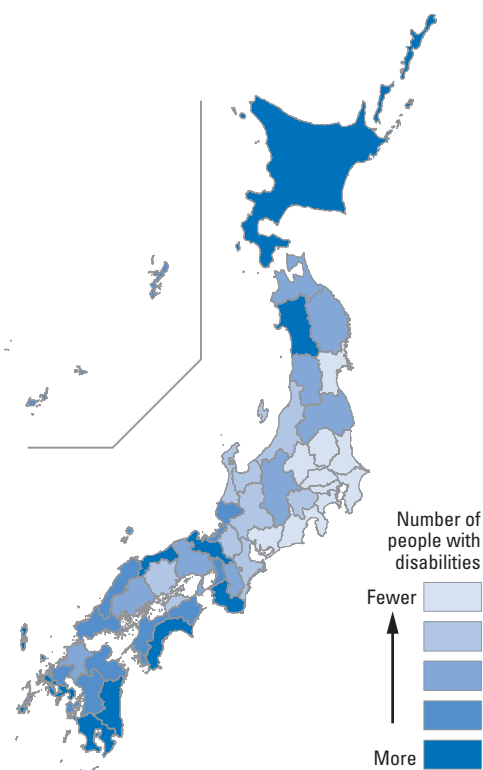 Number of
people with
disabilities
Fewer
More